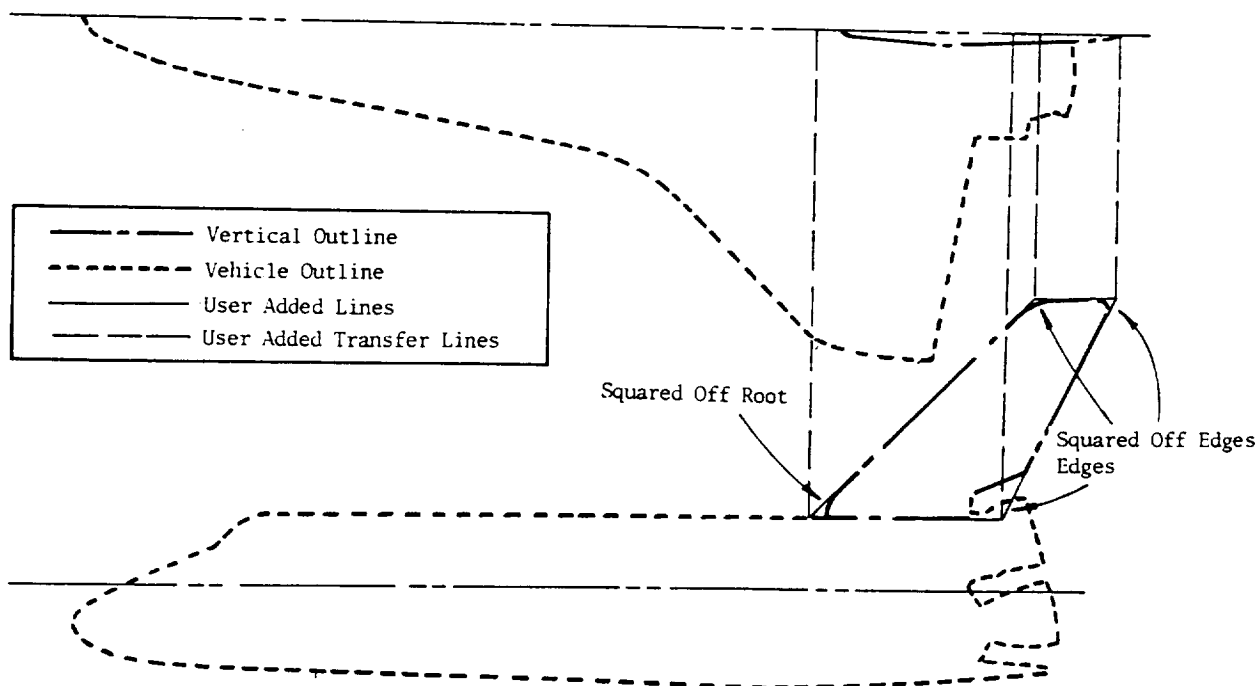 Vertical Outline
Vehicle Outline
User Added Lines
User Added Transfer Lines
Squared Off Root
Squared Off Edges
Edges